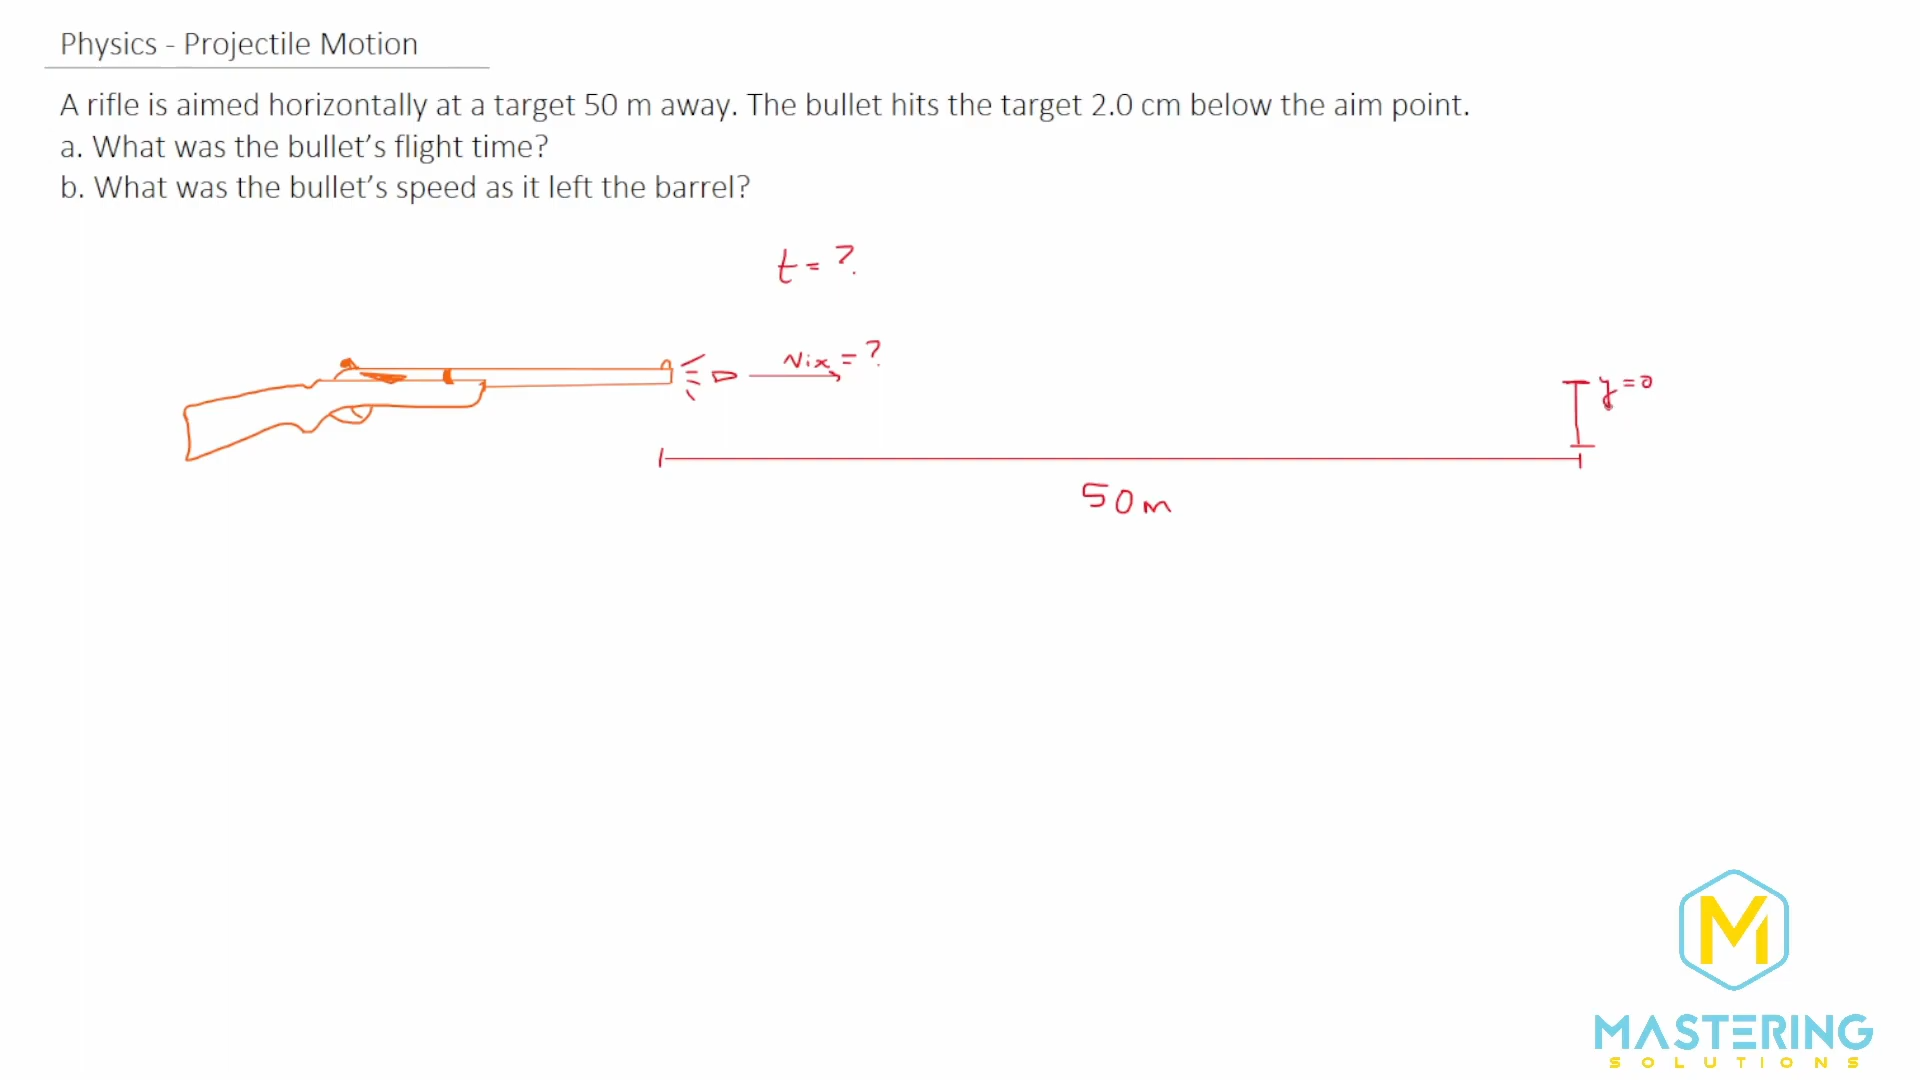 Physics - Projectile Motion
A rifle is aimed horizontally at a target 50 m away. The bullet hits the target 2.0 cm below the aim point.
a. What was the bullet’s flight time?
b. What was the bullet’s speed as it left the barrel?
t = ?
Vix = ?
y = 0
50m
M
MASTERING
SOLUTIONS